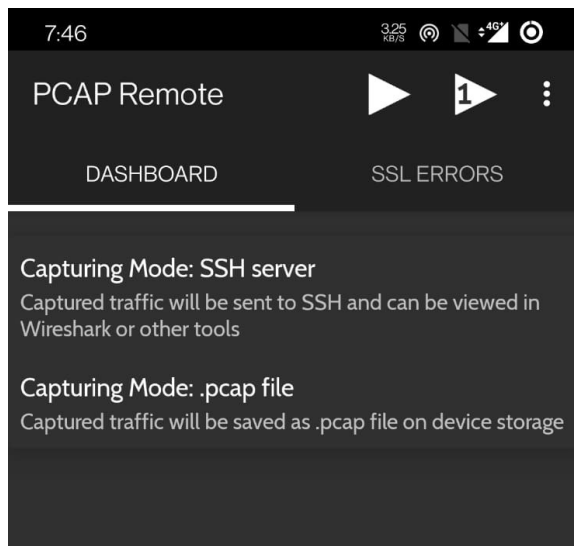 7:46
3.25
KB/S
4G+
PCAP Remote
1
DASHBOARD
SSL ERRORS
Capturing Mode: SSH server
Captured traffic will be sent to SSH and can be viewed in
Wireshark or other tools
Capturing Mode: .pcap file
Captured traffic will be saved as .pcap file on device storage